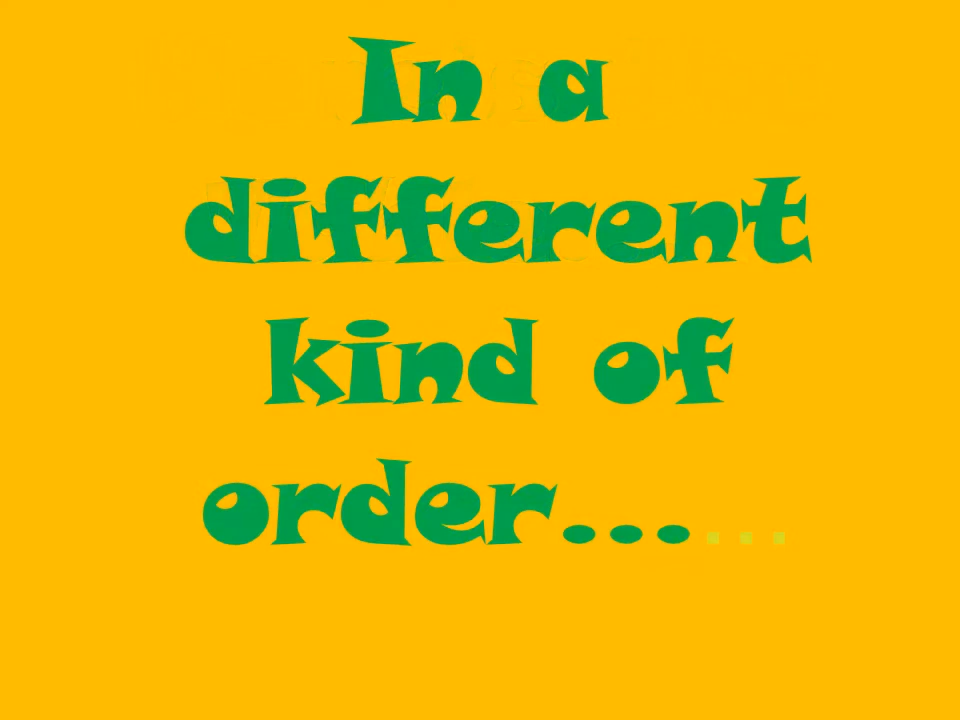 In a
different
kind of
order......